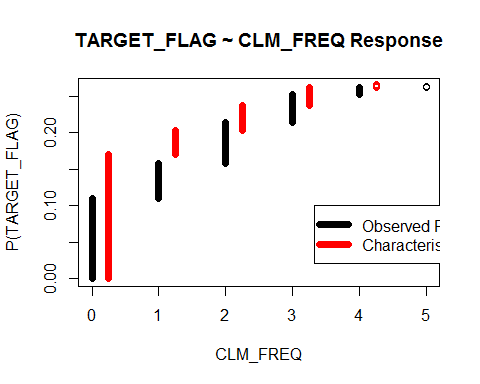 TARGET_FLAG ~ CLM_FREQ Response
P(TARGET_FLAG)
0.20
0.10
0.00
Observed P
Characteris
0 1 2 3 4 5
CLM_FREQ